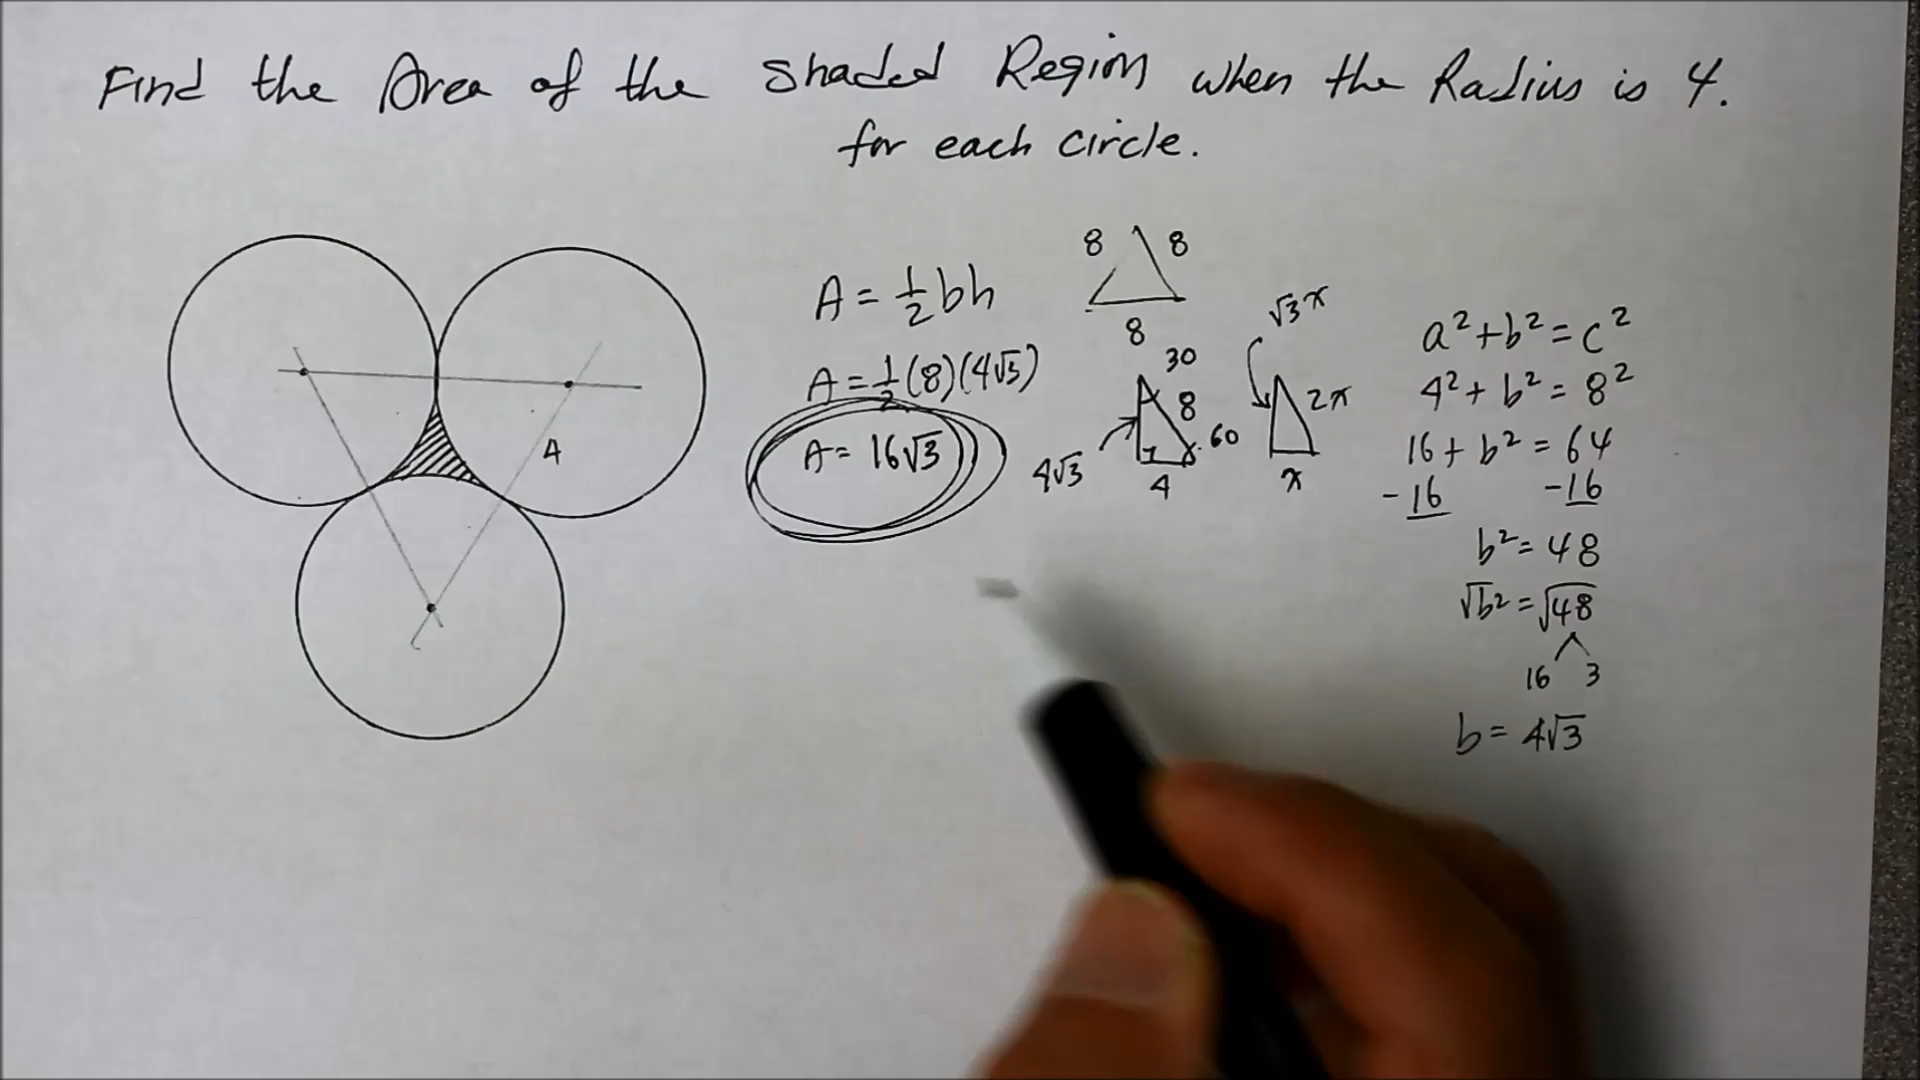 Find the Area of the Shaded Region when the Radius is 4.
for each circle.
4
A = 1/2 bh
A = 1/2 (8)(4√3)
A = 16√3
8 8
8
30
8
60
4√3
4
√3x
2x
x
a² + b² = c²
4² + b² = 8²
16 + b² = 64
-16 -16
b² = 48
√b² = √48
16 3
b = 4√3